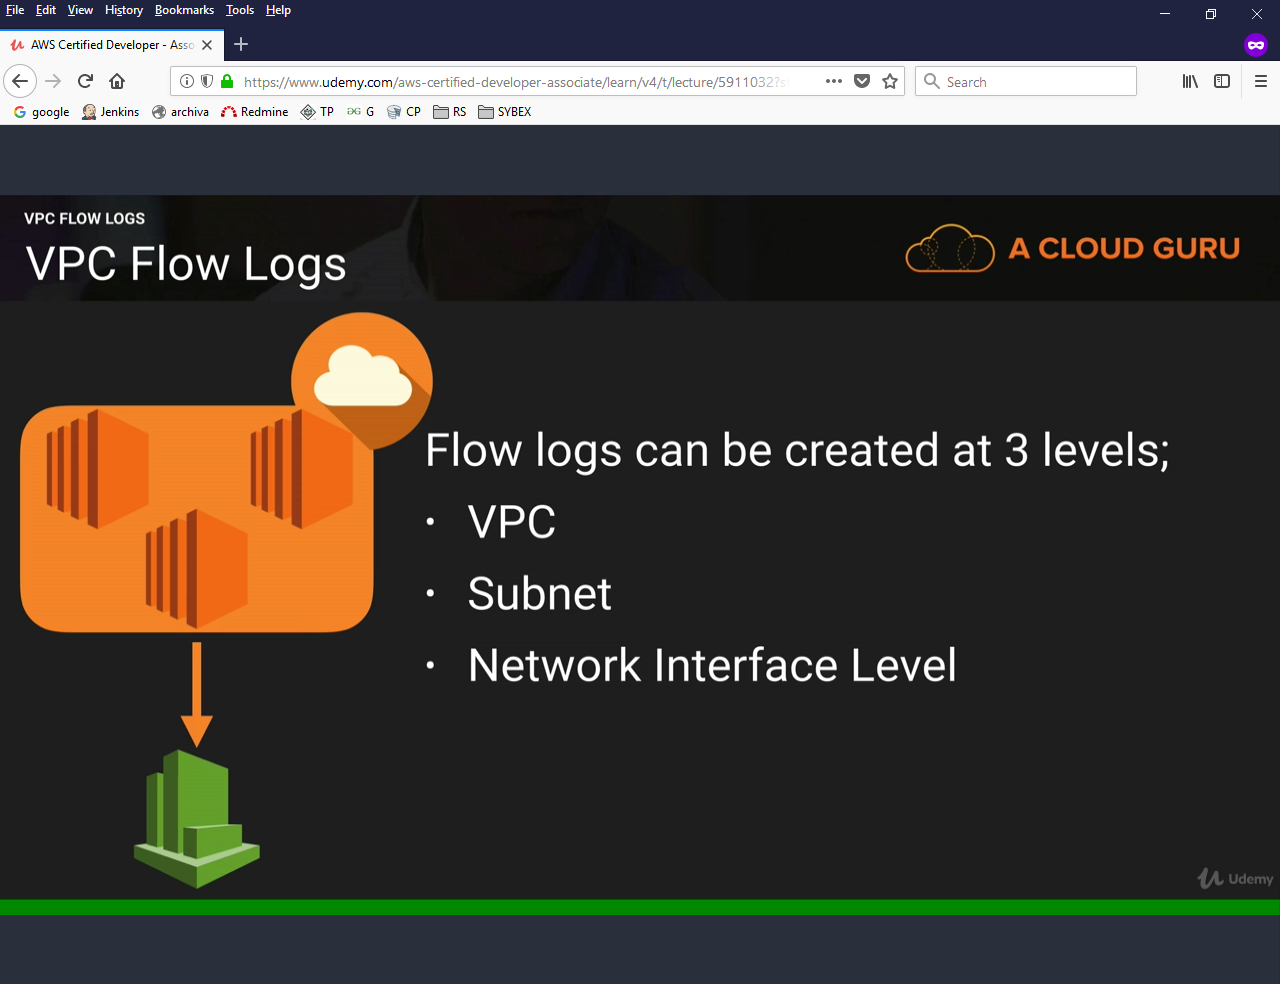 File Edit View History Bookmarks Tools Help
AWS Certified Developer - Asso
https://www.udemy.com/aws-certified-developer-associate/learn/v4/t/lecture/5911032?s
Search
google Jenkins archiva Redmine TP G CP RS SYBEX
VPC FLOW LOGS
VPC Flow Logs
A CLOUD GURU
Flow logs can be created at 3 levels;
• VPC
• Subnet
• Network Interface Level
Udemy